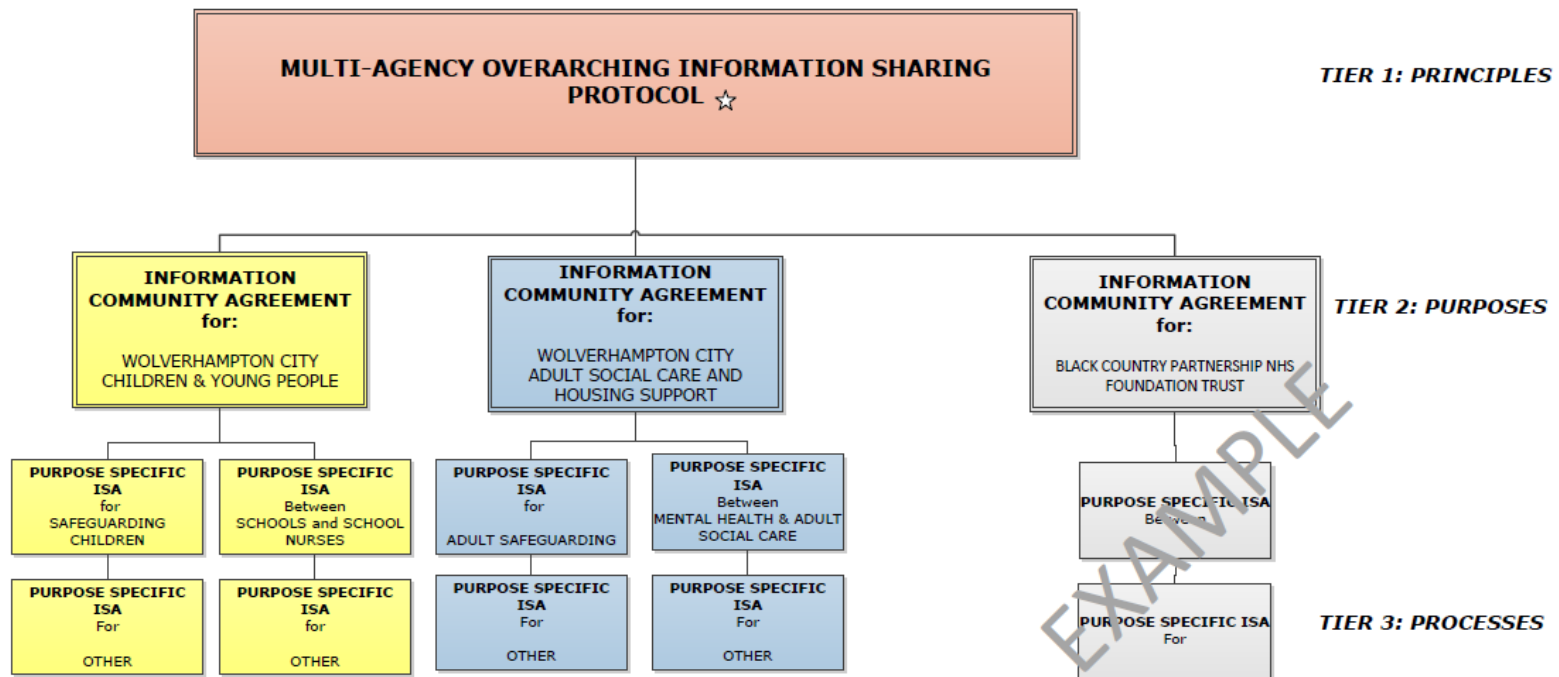 MULTI-AGENCY OVERARCHING INFORMATION SHARING
PROTOCOL ☆
TIER 1: PRINCIPLES
INFORMATION
COMMUNITY AGREEMENT
for:
WOLVERHAMPTON CITY
CHILDREN & YOUNG PEOPLE
INFORMATION
COMMUNITY AGREEMENT
for:
WOLVERHAMPTON CITY
ADULT SOCIAL CARE AND
HOUSING SUPPORT
INFORMATION
COMMUNITY AGREEMENT
for:
BLACK COUNTRY PARTNERSHIP NHS
FOUNDATION TRUST
TIER 2: PURPOSES
PURPOSE SPECIFIC
ISA
for
SAFEGUARDING
CHILDREN
PURPOSE SPECIFIC
ISA
Between
SCHOOLS and SCHOOL
NURSES
PURPOSE SPECIFIC
ISA
for
ADULT SAFEGUARDING
PURPOSE SPECIFIC
ISA
Between
MENTAL HEALTH & ADULT
SOCIAL CARE
PURPOSE SPECIFIC ISA
Between
PURPOSE SPECIFIC
ISA
For
OTHER
PURPOSE SPECIFIC
ISA
for
OTHER
PURPOSE SPECIFIC
ISA
For
OTHER
PURPOSE SPECIFIC
ISA
For
OTHER
PURPOSE SPECIFIC ISA
For
TIER 3: PROCESSES
EXAMPLE